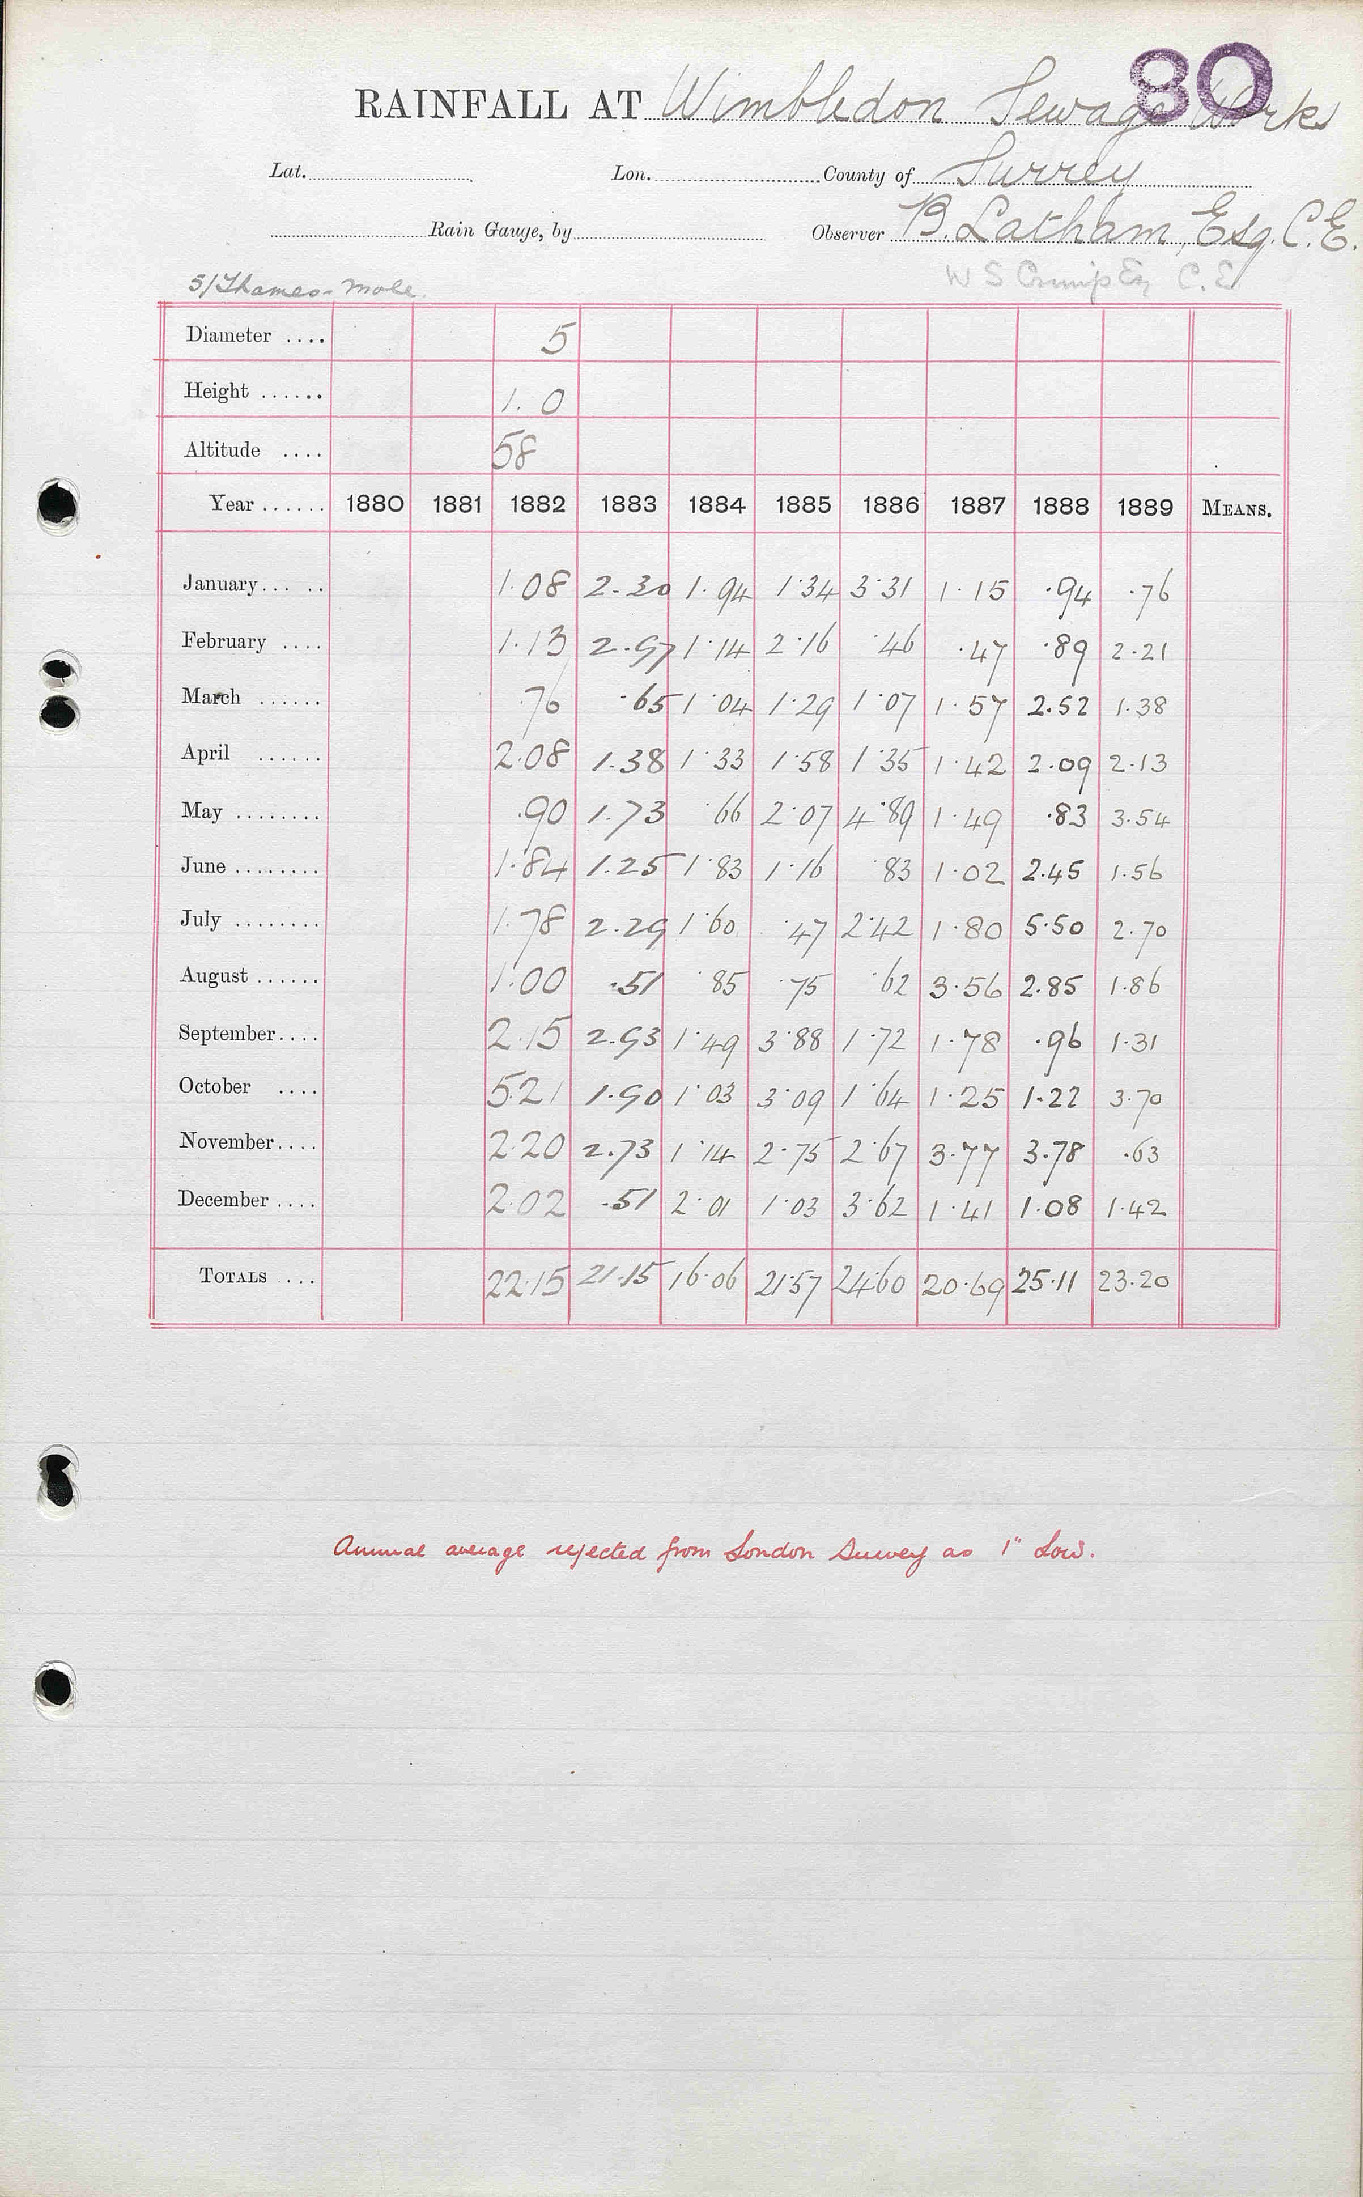 80
RAINFALL AT Wimbledon Sewage Works
Lat. Lon. County of Surrey
Rain Gauge, by Observer B. Latham, Esq. C.E.
W S Crimp Esq C.E
5/Thames-Mole.
Diameter .... 5
Height ...... 1. 0
Altitude .... 58
Year ...... 1880 1881 1882 1883 1884 1885 1886 1887 1888 1889 MEANS.
January...... 1.08 2.30 1.94 1.34 3.31 1.15 .94 .76
February .... 1.13 2.97 1.14 2.16 .46 .47 .89 2.21
March ...... .76 .65 1.04 1.29 1.07 1.57 2.52 1.38
April ...... 2.08 1.38 1.33 1.58 1.35 1.42 2.09 2.13
May ........ .90 1.73 .66 2.07 4.89 1.49 .83 3.54
June ........ 1.84 1.25 1.83 1.16 .83 1.02 2.45 1.56
July ........ 1.78 2.29 1.60 .47 2.42 1.80 5.50 2.70
August ...... 1.00 .51 .85 .75 .62 3.56 2.85 1.86
September.... 2.15 2.93 1.49 3.88 1.72 1.78 .96 1.31
October .... 5.21 1.90 1.03 3.09 1.64 1.25 1.22 3.70
November.... 2.20 2.73 1.14 2.75 2.67 3.77 3.78 .63
December .... 2.02 .51 2.01 1.03 3.62 1.41 1.08 1.42
TOTALS ... 22.15 21.15 16.06 21.57 24.60 20.69 25.11 23.20
Annual average rejected from London Survey as 1" low.